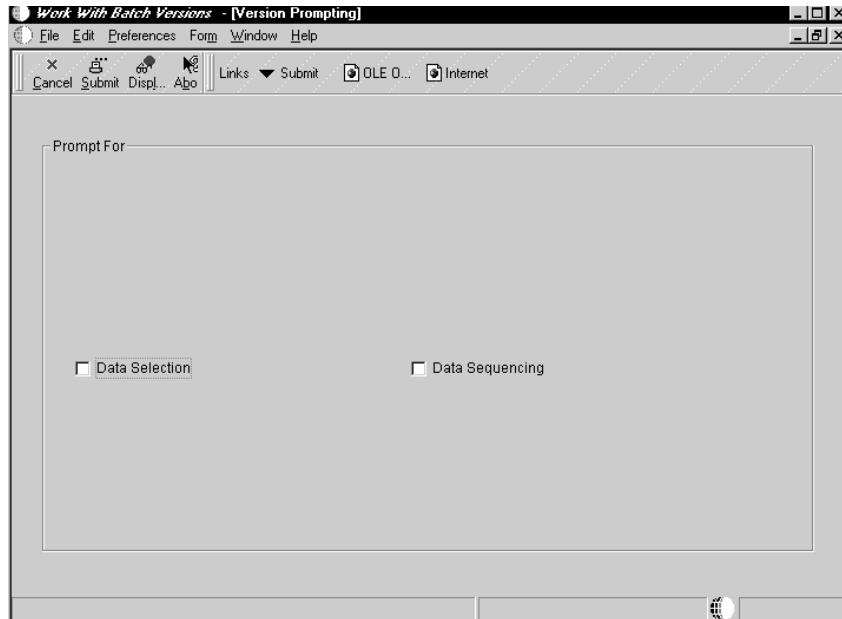 Work With Batch Versions - [Version Prompting]
File Edit Preferences Form Window Help
Cancel Submit Displ... Abo Links Submit OLE O... Internet
Prompt For
Data Selection Data Sequencing